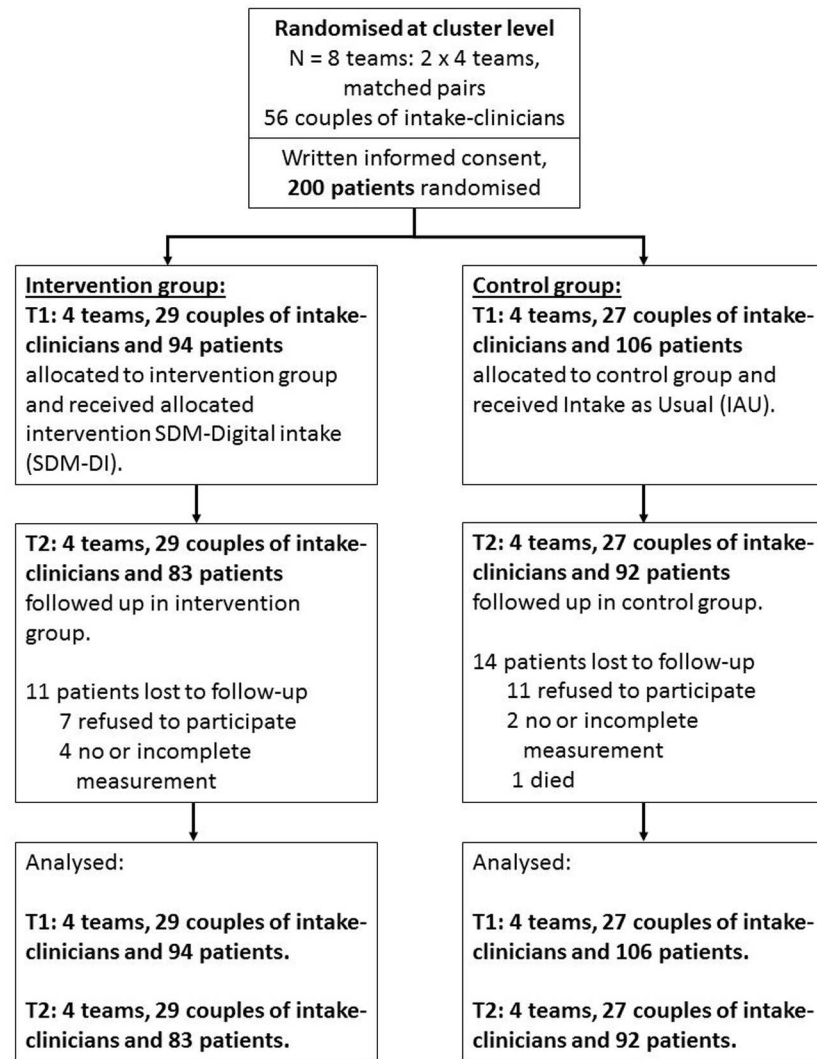 Randomised at cluster level
N = 8 teams: 2 x 4 teams,
matched pairs
56 couples of intake-clinicians
Written informed consent,
200 patients randomised
Intervention group:
T1: 4 teams, 29 couples of intake-
clinicians and 94 patients
allocated to intervention group
and received allocated
intervention SDM-Digital intake
(SDM-DI).
Control group:
T1: 4 teams, 27 couples of intake-
clinicians and 106 patients
allocated to control group and
received Intake as Usual (IAU).
T2: 4 teams, 29 couples of intake-
clinicians and 83 patients
followed up in intervention
group.
11 patients lost to follow-up
7 refused to participate
4 no or incomplete
measurement
T2: 4 teams, 27 couples of intake-
clinicians and 92 patients
followed up in control group.
14 patients lost to follow-up
11 refused to participate
2 no or incomplete
measurement
1 died
Analysed:
T1: 4 teams, 29 couples of intake-
clinicians and 94 patients.
T2: 4 teams, 29 couples of intake-
clinicians and 83 patients.
Analysed:
T1: 4 teams, 27 couples of intake-
clinicians and 106 patients.
T2: 4 teams, 27 couples of intake-
clinicians and 92 patients.